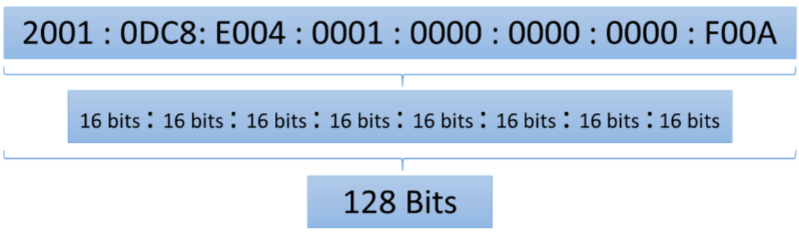 2001 : 0DC8: E004 : 0001 : 0000 : 0000 : 0000 : F00A
16 bits : 16 bits : 16 bits : 16 bits : 16 bits : 16 bits : 16 bits : 16 bits
128 Bits